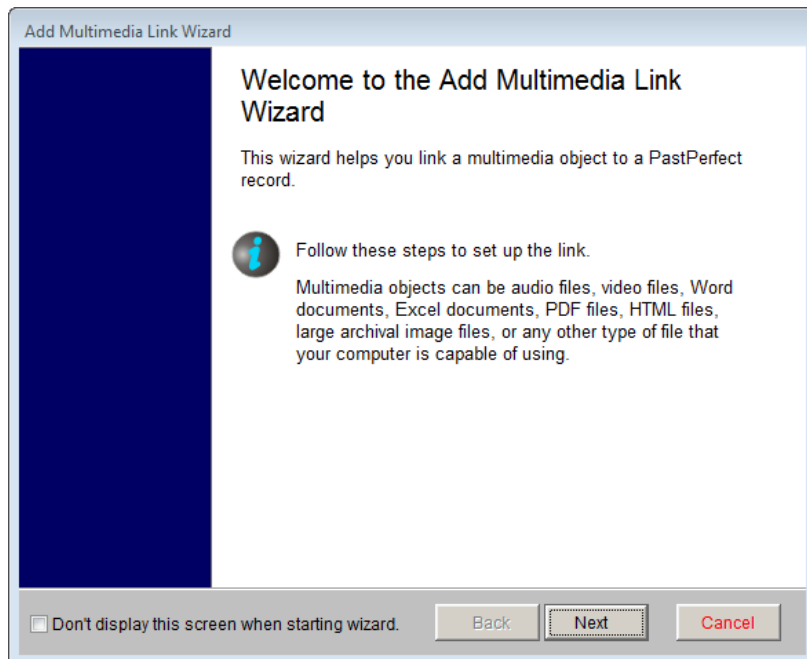 Add Multimedia Link Wizard
Welcome to the Add Multimedia Link
Wizard
This wizard helps you link a multimedia object to a PastPerfect
record.
Follow these steps to set up the link.
Multimedia objects can be audio files, video files, Word
documents, Excel documents, PDF files, HTML files,
large archival image files, or any other type of file that
your computer is capable of using.
Don't display this screen when starting wizard. Back Next Cancel